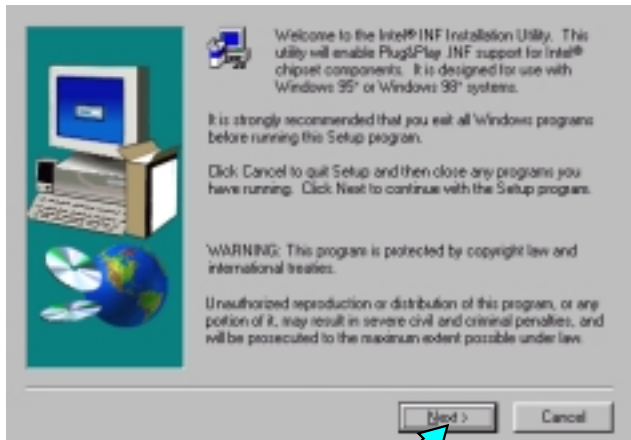 Welcome to the Intel® INF Installation Utility. This
utility will enable Plug&Play .INF support for Intel®
chipset components. It is designed for use with
Windows 95* or Windows 98* systems.
It is strongly recommended that you exit all Windows programs
before running this Setup program.
Click Cancel to quit Setup and then close any programs you
have running. Click Next to continue with the Setup program.
WARNING: This program is protected by copyright law and
international treaties.
Unauthorized reproduction or distribution of this program, or any
portion of it, may result in severe civil and criminal penalties, and
will be prosecuted to the maximum extent possible under law.
Next >
Cancel